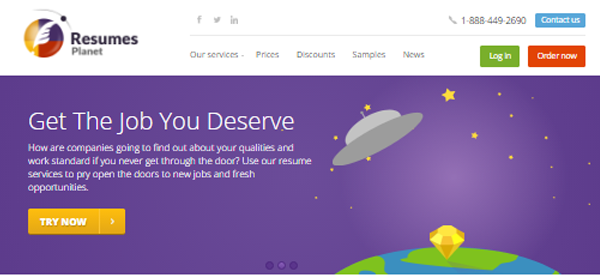 Resumes
Planet
1-888-449-2690
Contact us
Our services
Prices
Discounts
Samples
News
Log in
Order now
Get The Job You Deserve
How are companies going to find out about your qualities and
work standard if you never get through the door? Use our resume
services to pry open the doors to new jobs and fresh
opportunities.
TRY NOW